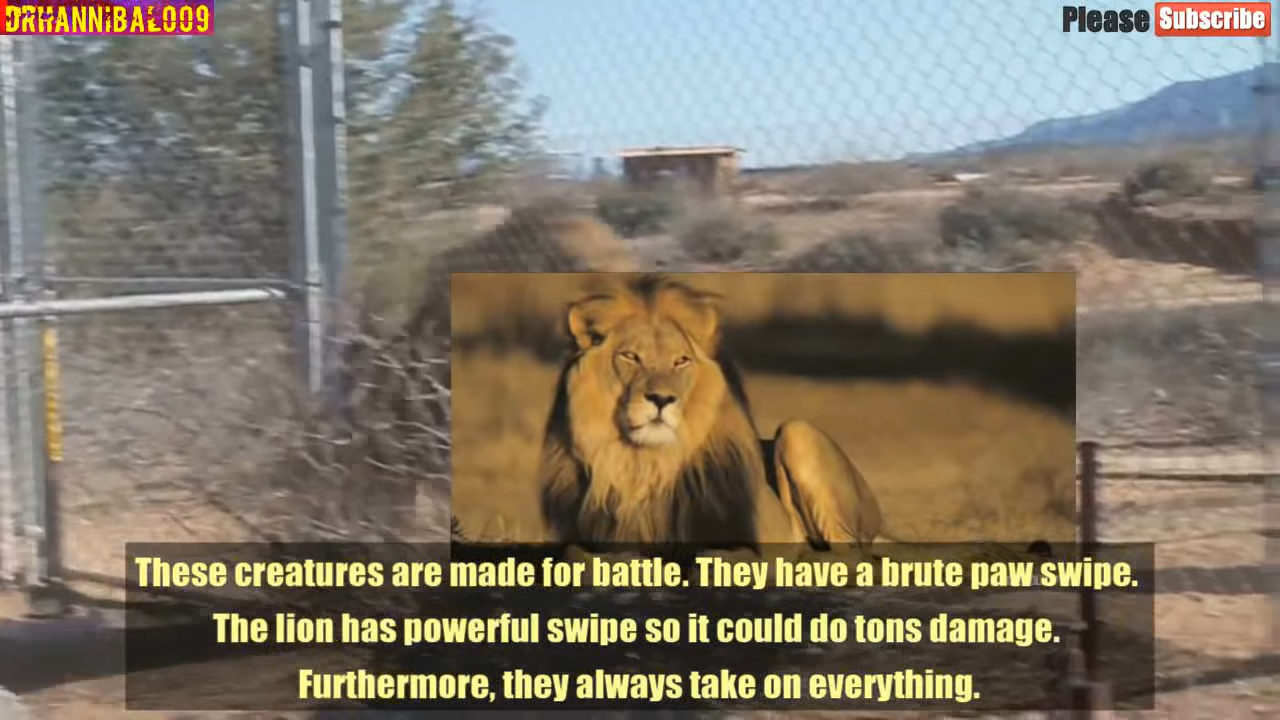 DRHANNIBAL009
Please Subscribe
These creatures are made for battle. They have a brute paw swipe.
The lion has powerful swipe so it could do tons damage.
Furthermore, they always take on everything.